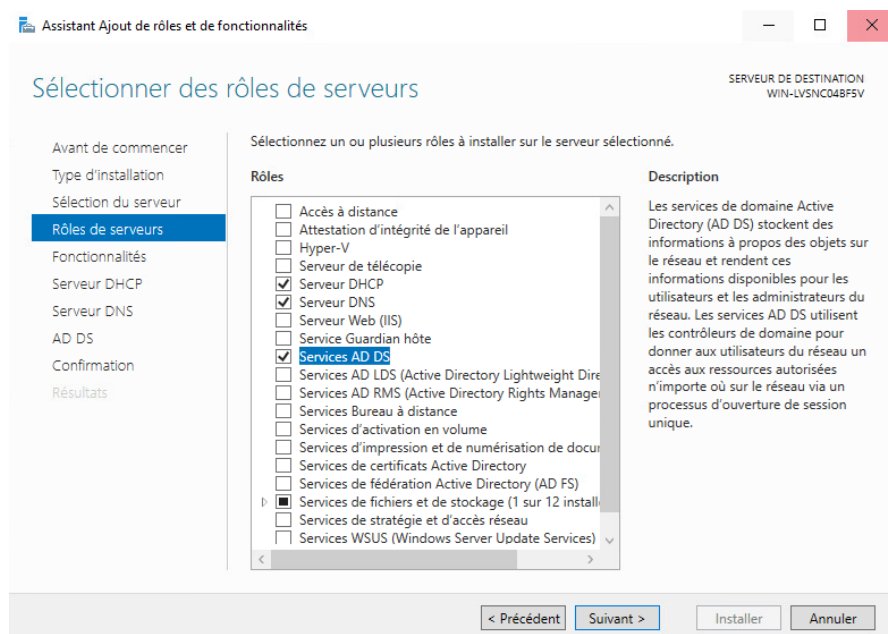 Assistant Ajout de rôles et de fonctionnalités
Sélectionner des rôles de serveurs
SERVEUR DE DESTINATION
WIN-LVSNC04BF5V
Avant de commencer
Type d'installation
Sélection du serveur
Rôles de serveurs
Fonctionnalités
Serveur DHCP
Serveur DNS
AD DS
Confirmation
Résultats
Sélectionnez un ou plusieurs rôles à installer sur le serveur sélectionné.
Rôles
Accès à distance
Attestation d'intégrité de l'appareil
Hyper-V
Serveur de télécopie
Serveur DHCP
Serveur DNS
Serveur Web (IIS)
Service Guardian hôte
Services AD DS
Services AD LDS (Active Directory Lightweight Dire
Services AD RMS (Active Directory Rights Manage
Services Bureau à distance
Services d'activation en volume
Services d'impression et de numérisation de docu
Services de certificats Active Directory
Services de fédération Active Directory (AD FS)
Services de fichiers et de stockage (1 sur 12 install
Services de stratégie et d'accès réseau
Services WSUS (Windows Server Update Services)
Description
Les services de domaine Active
Directory (AD DS) stockent des
informations à propos des objets sur
le réseau et rendent ces
informations disponibles pour les
utilisateurs et les administrateurs du
réseau. Les services AD DS utilisent
les contrôleurs de domaine pour
donner aux utilisateurs du réseau un
accès aux ressources autorisées
n'importe où sur le réseau via un
processus d'ouverture de session
unique.
< Précédent
Suivant >
Installer
Annuler